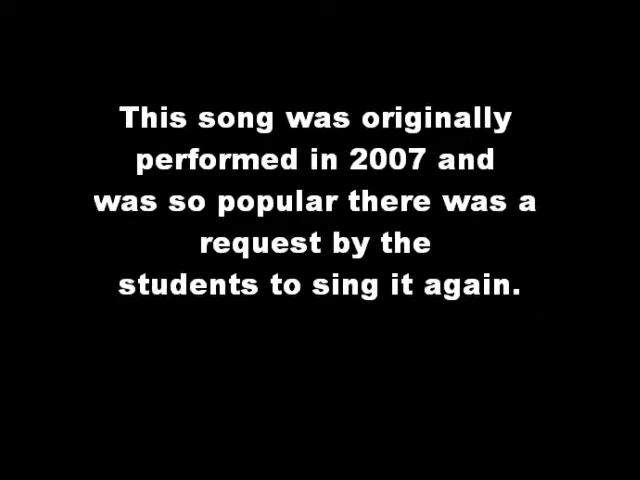 This song was originally
performed in 2007 and
was so popular there was a
request by the
students to sing it again.